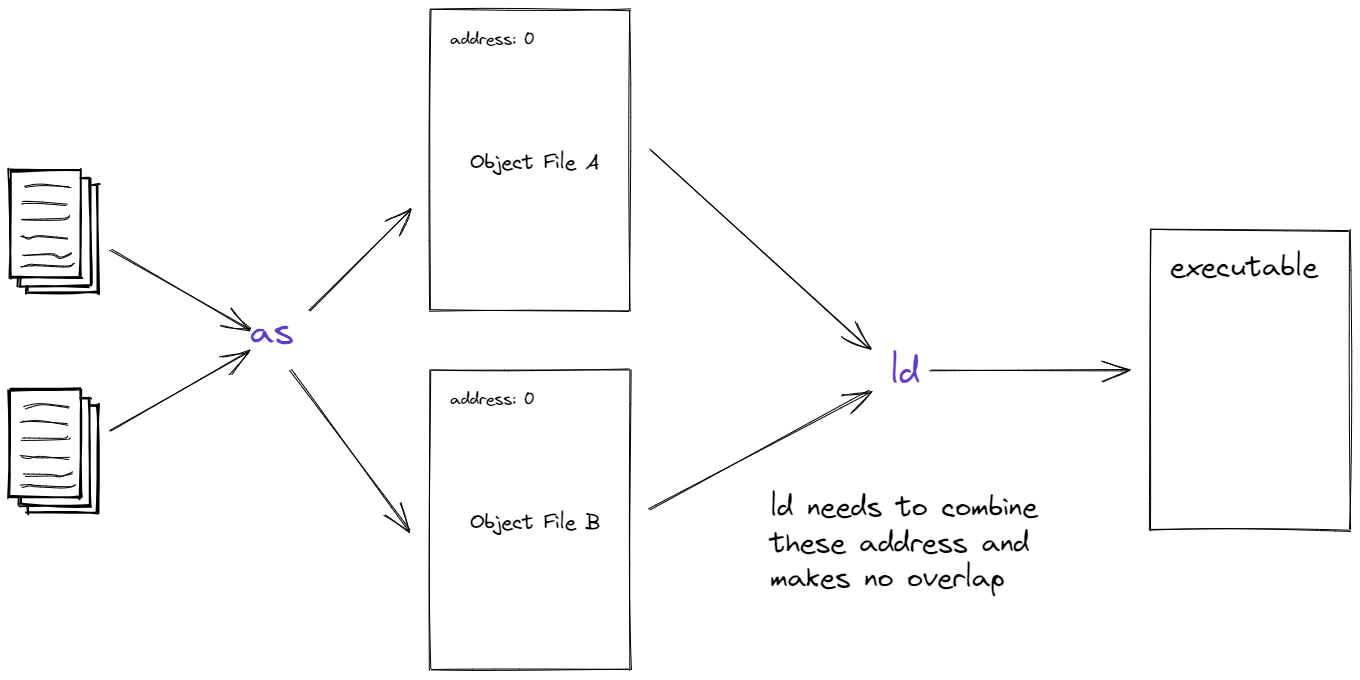 address: 0
Object File A
as
address: 0
Object File B
ld
ld needs to combine
these address and
makes no overlap
executable